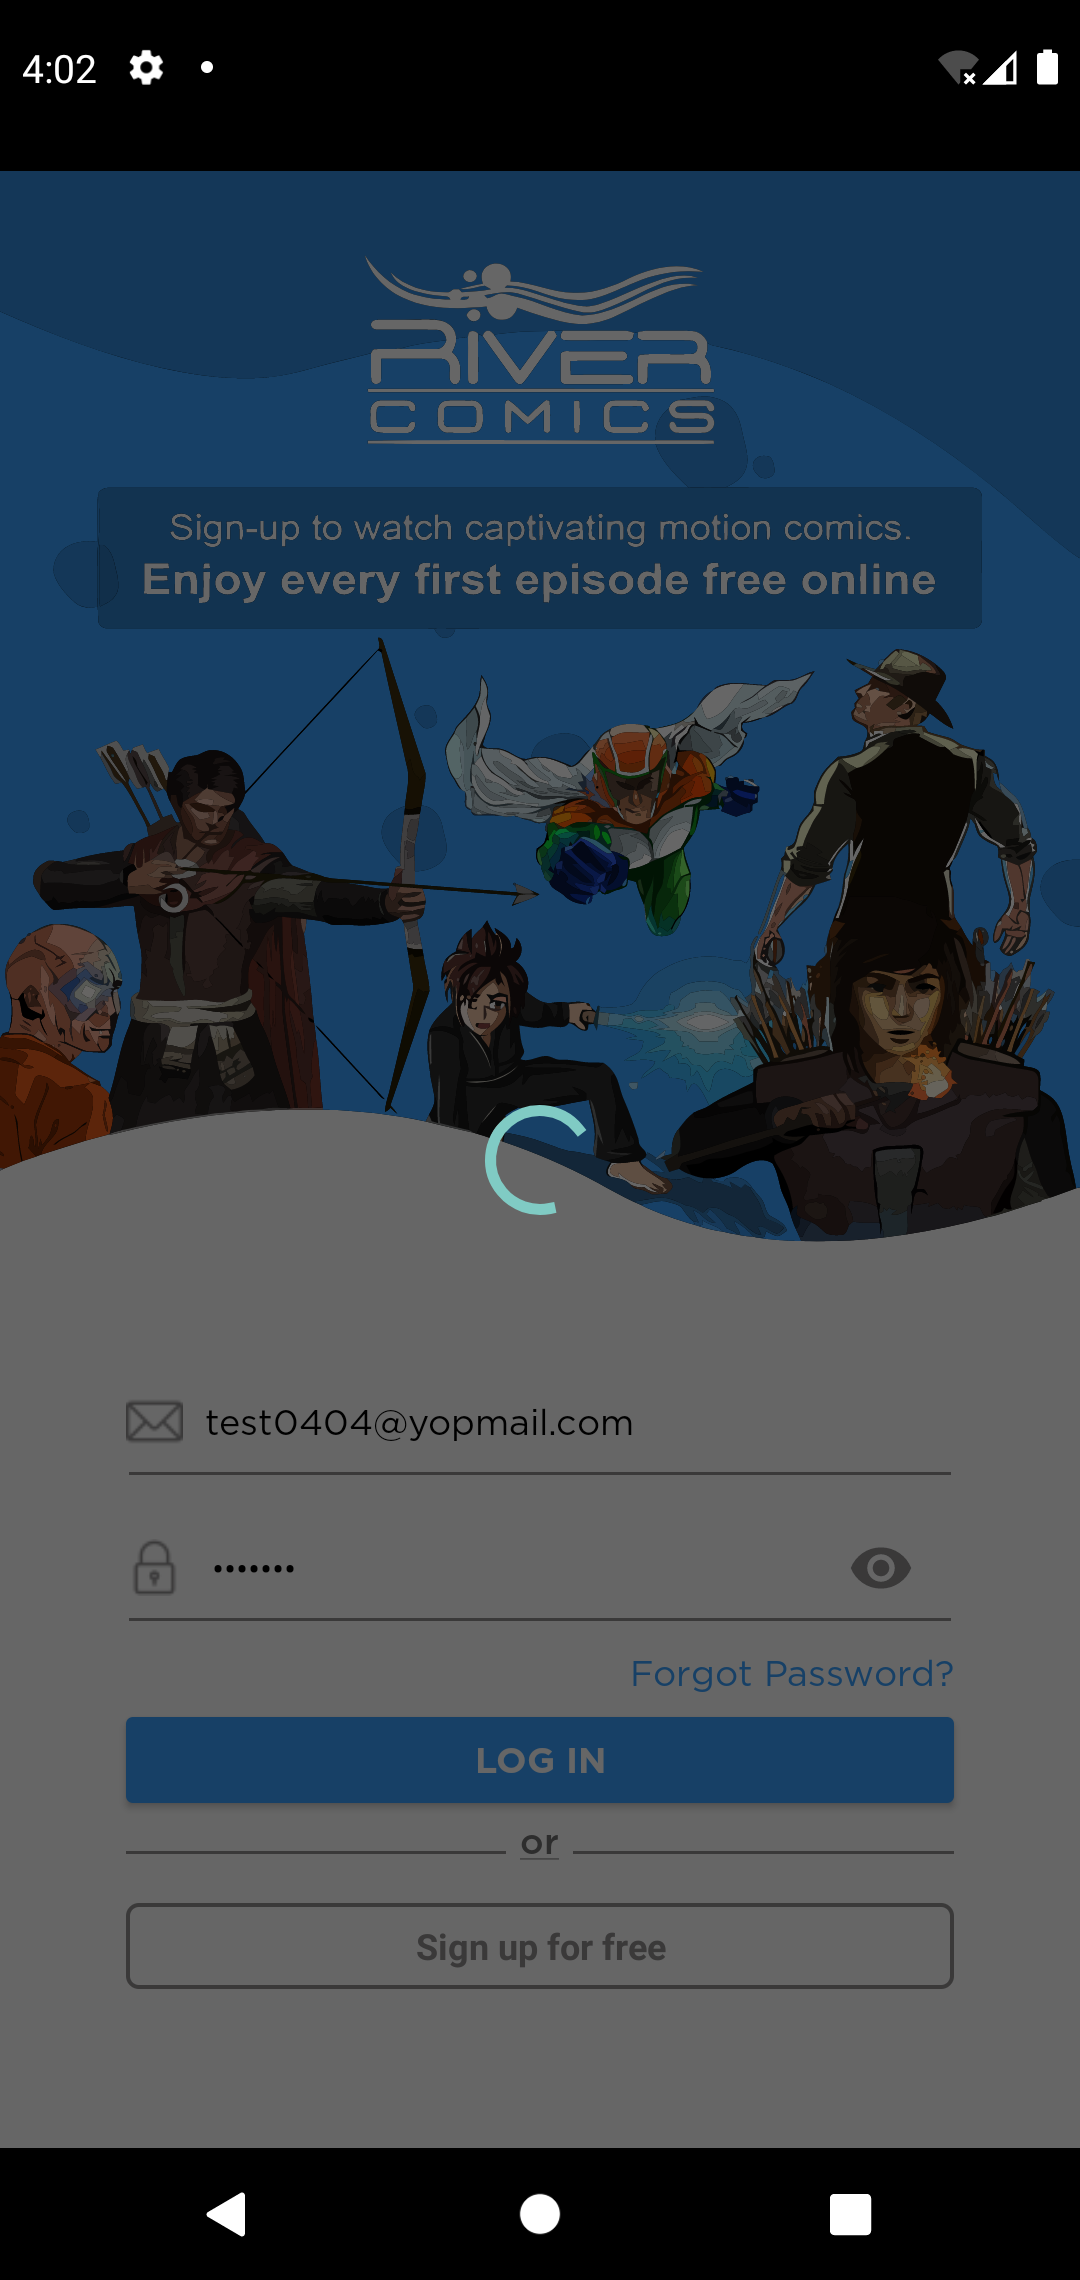 4:02
RiVER
COMICS
Sign-up to watch captivating motion comics.
Enjoy every first episode free online
test0404@yopmail.com
•••••••
Forgot Password?
LOG IN
or
Sign up for free